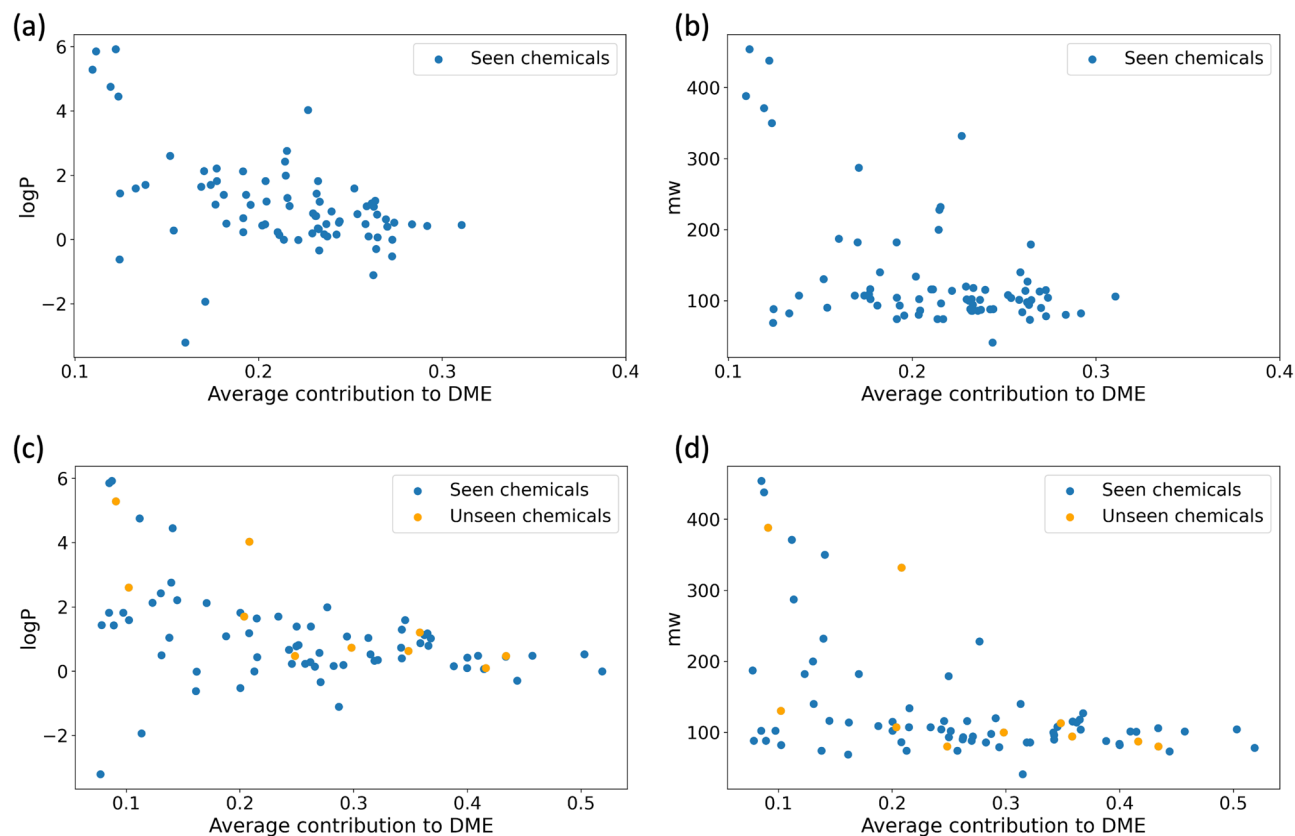 (a)
Seen chemicals
6
4
2
0
−2
logP
0.1 0.2 0.3 0.4
Average contribution to DME
(b)
Seen chemicals
400
300
200
100
mw
0.1 0.2 0.3 0.4
Average contribution to DME
(c)
Seen chemicals
Unseen chemicals
6
4
2
0
−2
logP
0.1 0.2 0.3 0.4 0.5
Average contribution to DME
(d)
Seen chemicals
Unseen chemicals
400
300
200
100
mw
0.1 0.2 0.3 0.4 0.5
Average contribution to DME